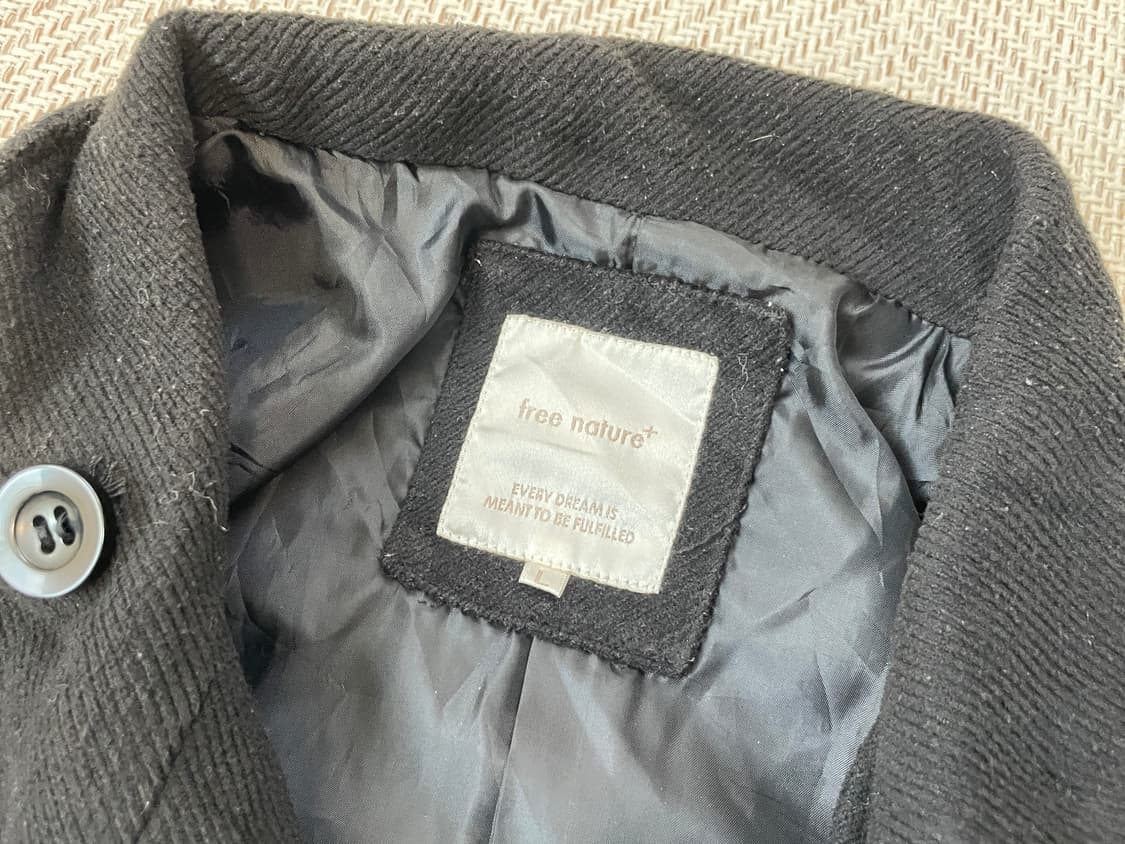 free nature+
EVERY DREAM IS
MEANT TO BE FULFILLED
L